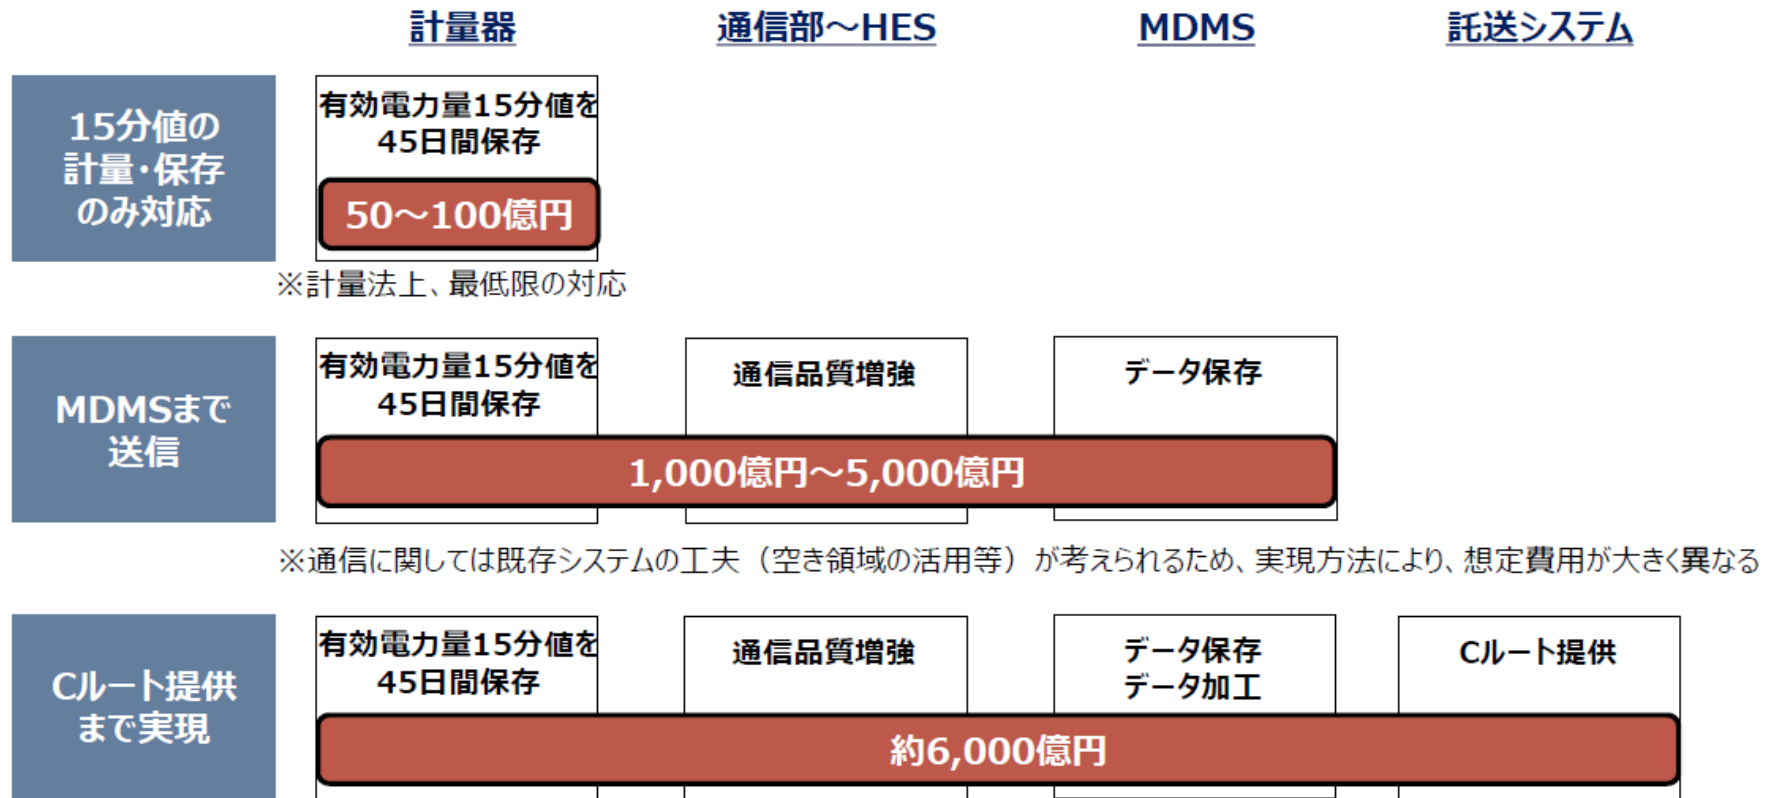 計量器
通信部～HES
MDMS
託送システム
15分値の
計量・保存
のみ対応
有効電力量15分値を
45日間保存
50～100億円
※計量法上、最低限の対応
MDMSまで
送信
有効電力量15分値を
45日間保存
通信品質増強
データ保存
1,000億円～5,000億円
※通信に関しては既存システムの工夫（空き領域の活用等）が考えられるため、実現方法により、想定費用が大きく異なる
Cルート提供
まで実現
有効電力量15分値を
45日間保存
通信品質増強
データ保存
データ加工
Cルート提供
約6,000億円